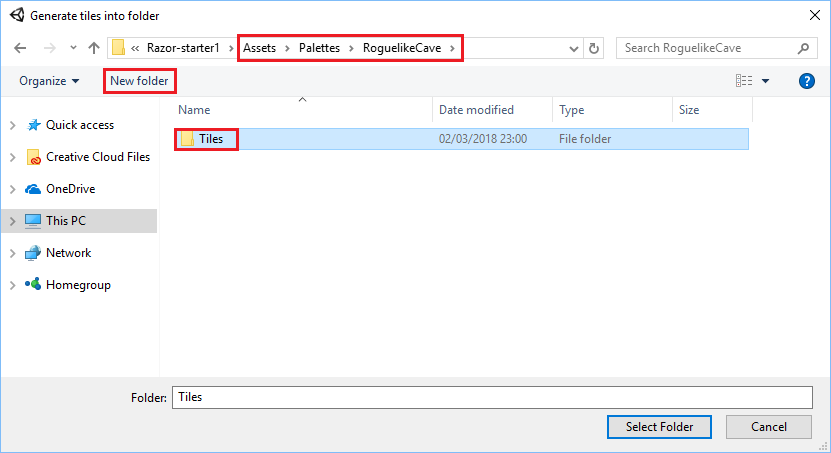 Generate tiles into folder
« Razor-starter1 > Assets > Palettes > RoguelikeCave > Search RoguelikeCave
Organize New folder ?
Name Date modified Type Size
Quick access
Tiles 02/03/2018 23:00 File folder
Creative Cloud Files
OneDrive
This PC
Network
Homegroup
Folder: Tiles
Select Folder Cancel